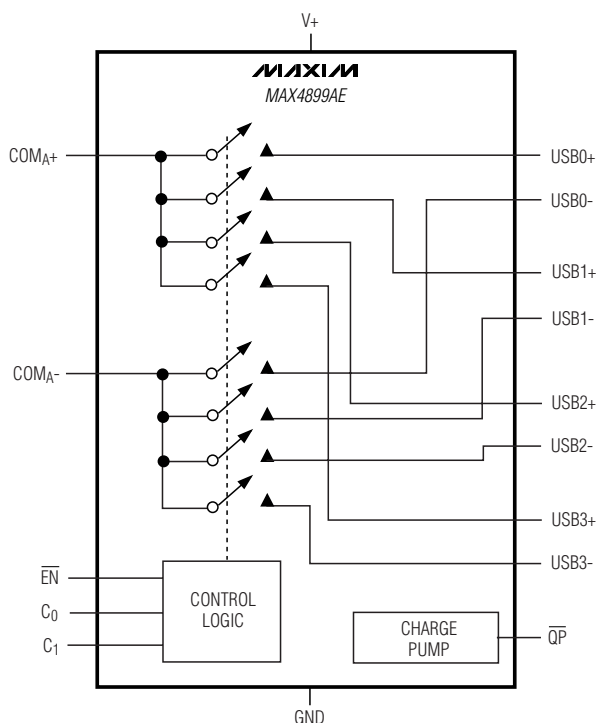 V+
MAXIM
MAX4899AE
COMA+
USB0+
USB0-
USB1+
USB1-
COMA-
USB2+
USB2-
USB3+
USB3-
EN
C0
C1
CONTROL
LOGIC
CHARGE
PUMP
QP
GND